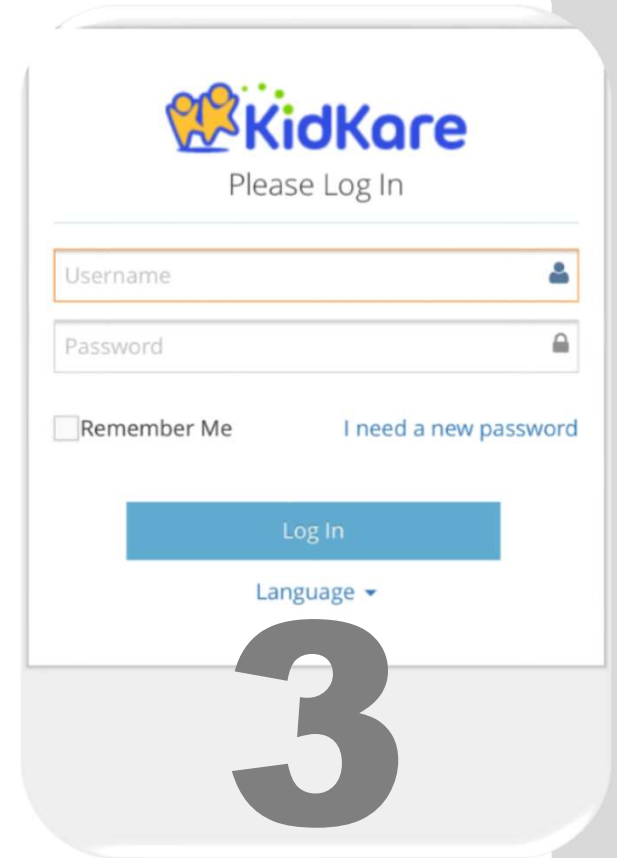 KidKare
Please Log In
Username
Password
Remember Me I need a new password
Log In
Language
3